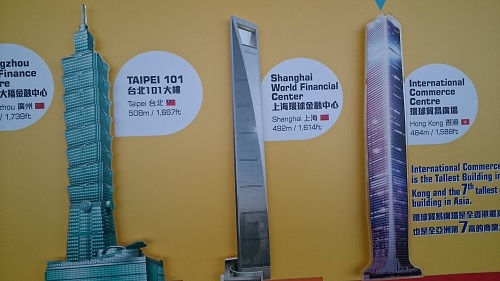 ngzhou
Finance
re
大福金融中心
zhou 廣州
/ 1,739ft
TAIPEI 101
台北101大樓
Taipei 台北
508m / 1,667ft
Shanghai
World Financial
Center
上海環球金融中心
Shanghai 上海
492m / 1,614ft
International
Commerce
Centre
環球貿易廣場
Hong Kong 香港
484m / 1,588ft
International Commerce
is the Tallest Building in
Kong and the 7th tallest
building in Asia.
環球貿易廣場是全香港最高
也是全亞洲第7高的商業